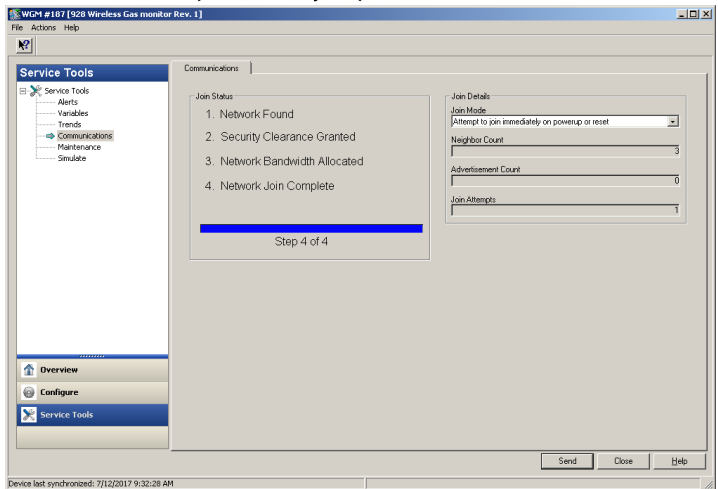 WGM #187 [928 Wireless Gas monitor Rev. 1]
File Actions Help
Service Tools
Service Tools
Alerts
Variables
Trends
Communications
Maintenance
Simulate
Overview
Configure
Service Tools
Communications
Join Status
1. Network Found
2. Security Clearance Granted
3. Network Bandwidth Allocated
4. Network Join Complete
Step 4 of 4
Join Details
Join Mode
Attempt to join immediately on powerup or reset
Neighbor Count
3
Advertisement Count
0
Join Attempts
1
Send Close Help
Device last synchronized: 7/12/2017 9:32:28 AM